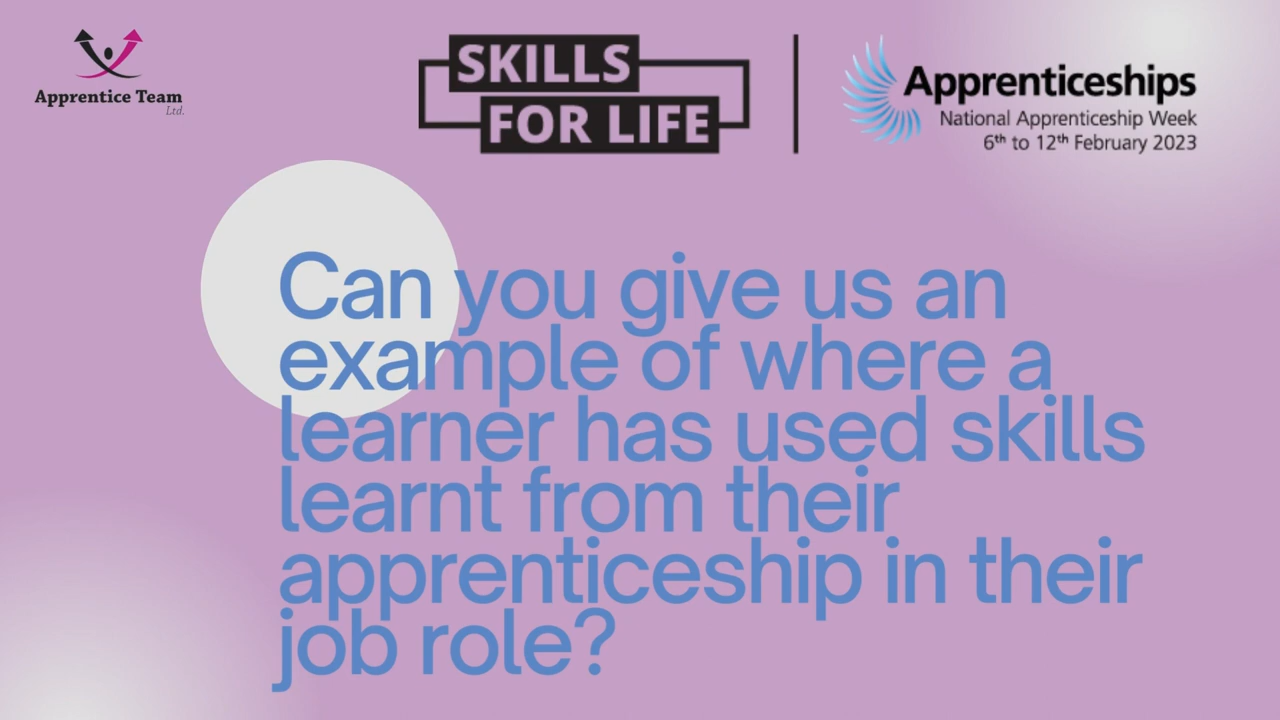 Apprentice Team
Ltd.
SKILLS
FOR LIFE
Apprenticeships
National Apprenticeship Week
6th to 12th February 2023
Can you give us an
example of where a
learner has used skills
learnt from their
apprenticeship in their
job role?